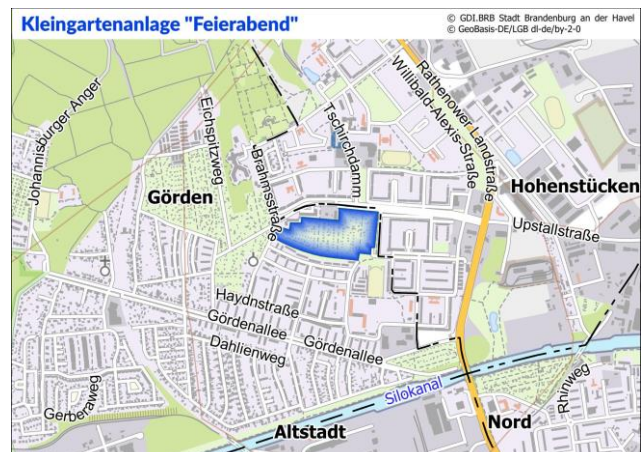 Kleingartenanlage "Feierabend"
© GDI.BRB Stadt Brandenburg an der Havel
© GeoBasis-DE/LGB dl-de/by-2-0
Johannisburger Anger
Eichspitzweg
Brahmsstraße
Tschirchdamm
Willibald-Alexis-Straße
Rathenower Landstraße
Görden
Hohenstücken
Upstallstraße
Haydnstraße
Gördenallee
Gördenallee
Dahlienweg
Gerberaweg
Silokanal
Rhinweg
Altstadt
Nord